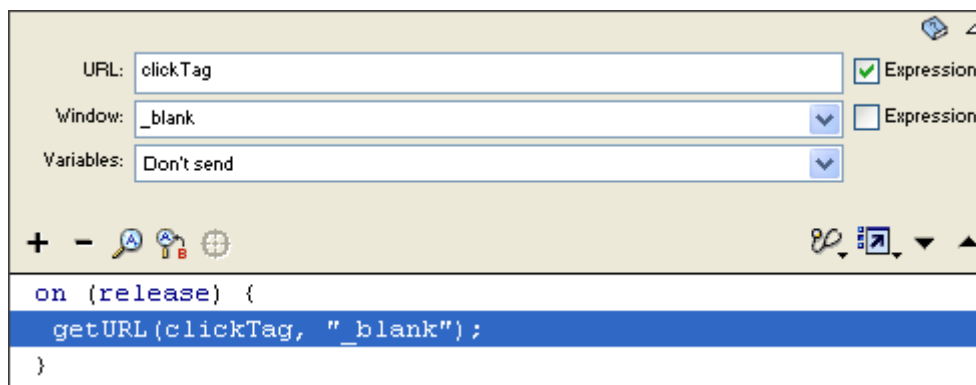 URL: clickTag Expression
Window: _blank Expression
Variables: Don't send
on (release) {
getURL(clickTag, "_blank");
}